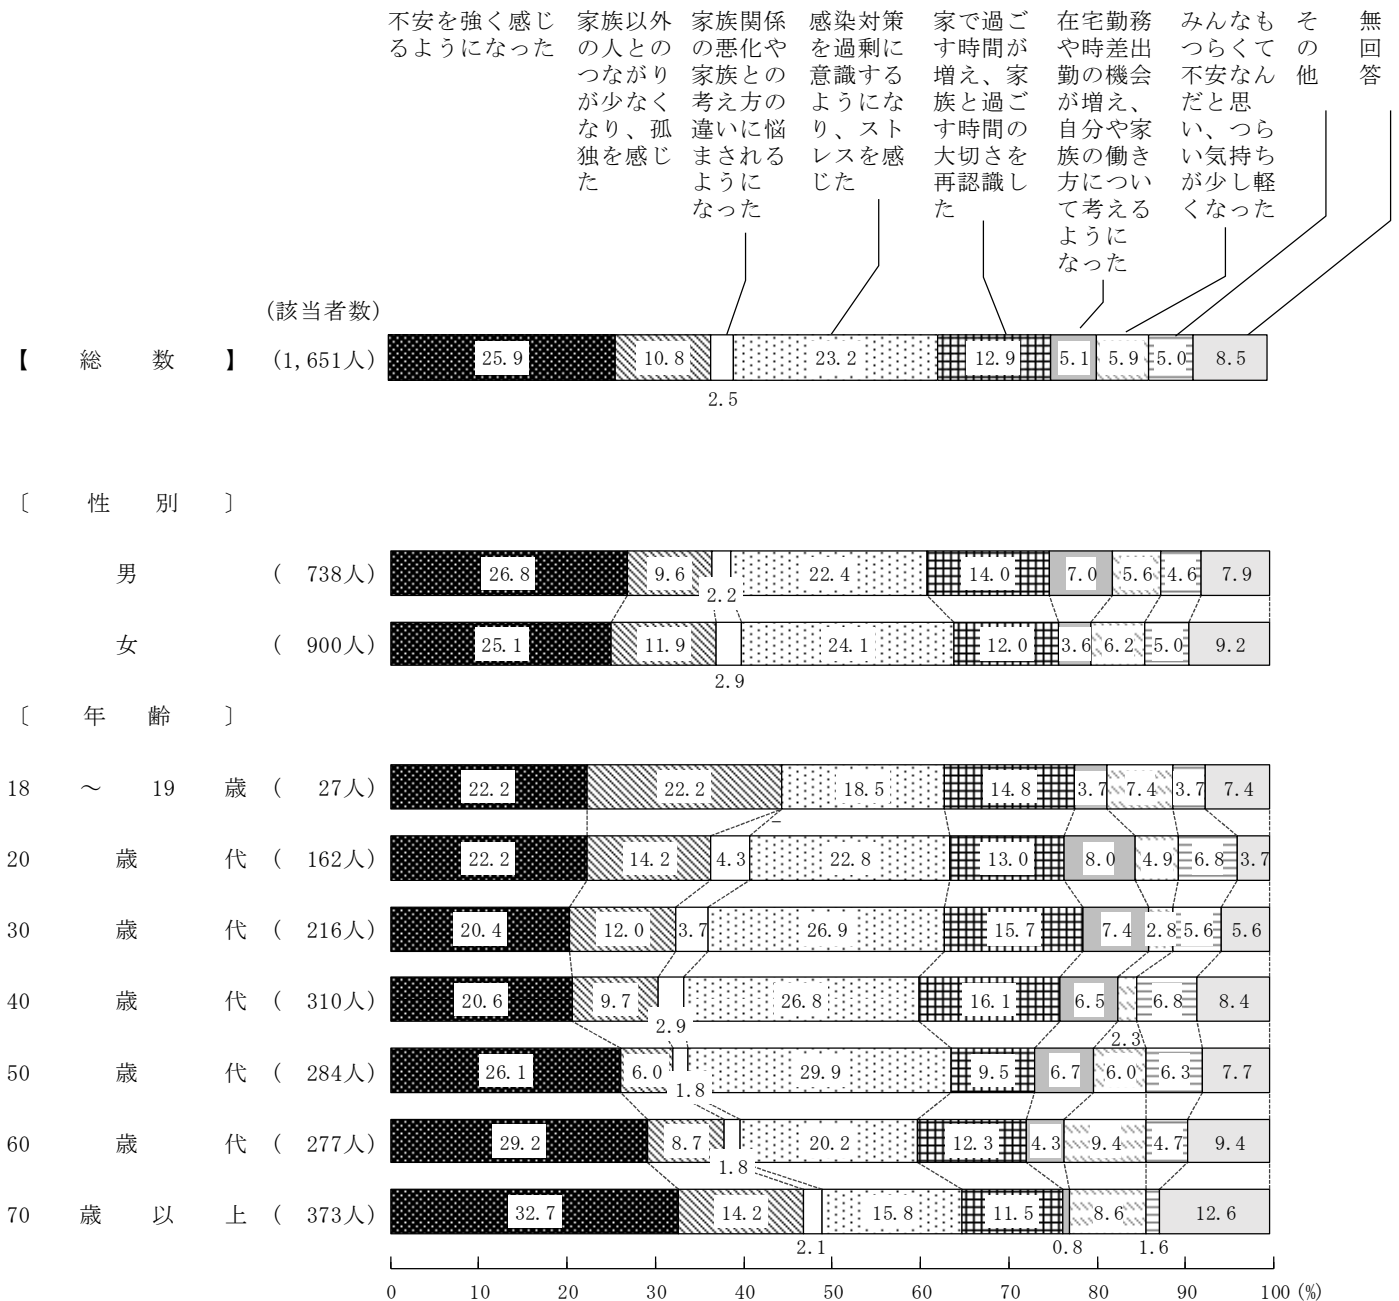 不安を強く感じ
るようになった
家族以外
の人との
つながり
が少なく
なり、孤
独を感じ
た
家族関係
の悪化や
家族との
考え方の
違いに悩
まされる
ように
なった
感染対策
を過剰に
意識する
ようにな
り、スト
レスを感
じた
家で過ご
す時間が
増え、家
族と過ご
す時間の
大切さを
再認識し
た
在宅勤務
や時差出
勤の機会
が増え、
自分や家
族の働き
方につい
て考える
ように
なった
みんなも
つらくて
不安なん
だと思
い、つら
い気持ち
が少し軽
くなった
その他
無回答
(該当者数)
【 総 数 】 (1,651人) 25.9 10.8 23.2 12.9 5.1 5.9 5.0 8.5
2.5
〔 性 別 〕
男 ( 738人) 26.8 9.6 22.4 14.0 7.0 5.6 4.6 7.9
2.2
女 ( 900人) 25.1 11.9 24.1 12.0 3.6 6.2 5.0 9.2
2.9
〔 年 齢 〕
18 ～ 19 歳 ( 27人) 22.2 22.2 18.5 14.8 3.7 7.4 3.7 7.4
－
20 歳 代 ( 162人) 22.2 14.2 4.3 22.8 13.0 8.0 4.9 6.8 3.7
30 歳 代 ( 216人) 20.4 12.0 3.7 26.9 15.7 7.4 2.8 5.6 5.6
40 歳 代 ( 310人) 20.6 9.7 26.8 16.1 6.5 6.8 8.4
2.9 2.3
50 歳 代 ( 284人) 26.1 6.0 29.9 9.5 6.7 6.0 6.3 7.7
1.8
60 歳 代 ( 277人) 29.2 8.7 20.2 12.3 4.3 9.4 4.7 9.4
1.8
70 歳 以 上 ( 373人) 32.7 14.2 15.8 11.5 8.6 12.6
2.1 0.8 1.6
0 10 20 30 40 50 60 70 80 90 100 (%)